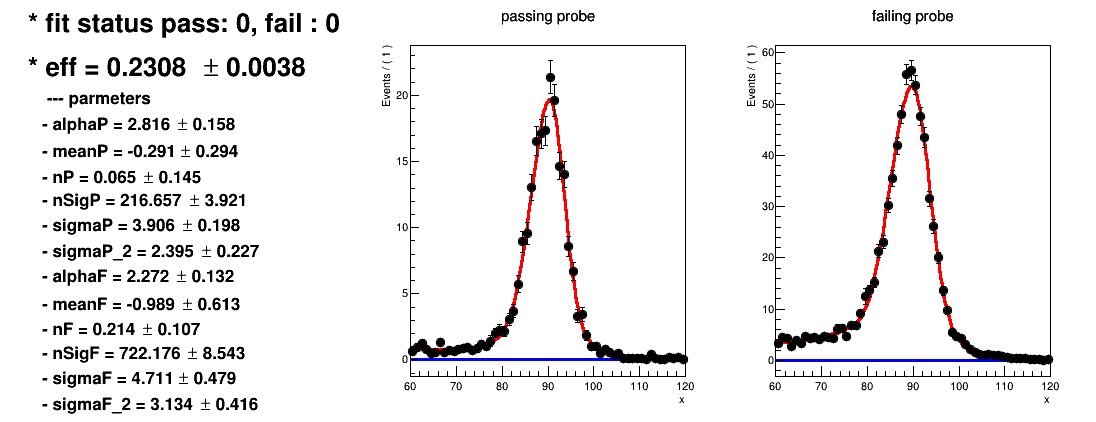 * fit status pass: 0, fail : 0
* eff = 0.2308 ± 0.0038
--- parmeters
- alphaP = 2.816 ± 0.158
- meanP = -0.291 ± 0.294
- nP = 0.065 ± 0.145
- nSigP = 216.657 ± 3.921
- sigmaP = 3.906 ± 0.198
- sigmaP_2 = 2.395 ± 0.227
- alphaF = 2.272 ± 0.132
- meanF = -0.989 ± 0.613
- nF = 0.214 ± 0.107
- nSigF = 722.176 ± 8.543
- sigmaF = 4.711 ± 0.479
- sigmaF_2 = 3.134 ± 0.416
passing probe
Events / ( 1 )
20
15
10
5
0
60 70 80 90 100 110 120
x
failing probe
Events / ( 1 )
60
50
40
30
20
10
0
60 70 80 90 100 110 120
x